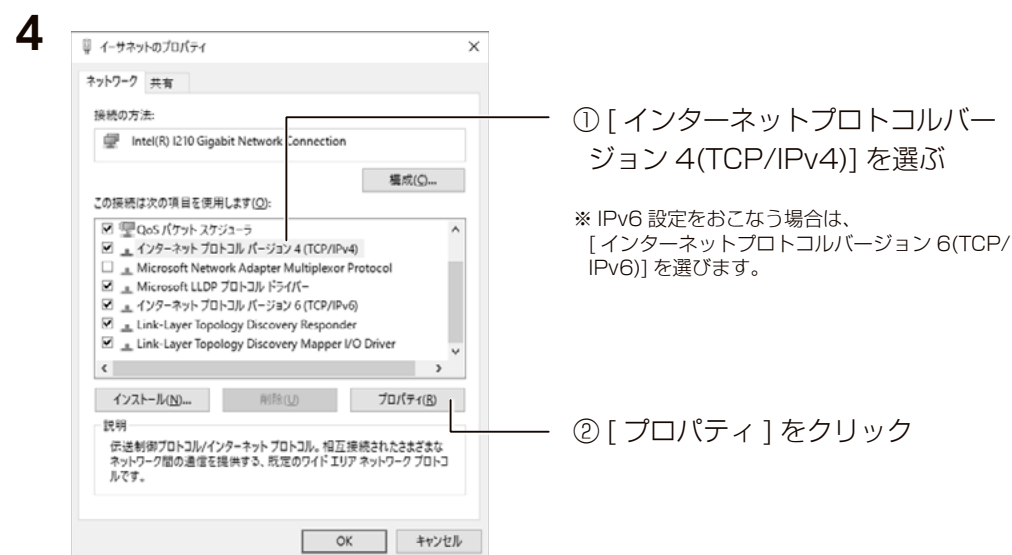 4
イーサネットのプロパティ
ネットワーク 共有
接続の方法:
Intel(R) I210 Gigabit Network Connection
構成(C)...
この接続は次の項目を使用します(O):
QoS パケット スケジューラ
インターネット プロトコル バージョン 4 (TCP/IPv4)
Microsoft Network Adapter Multiplexor Protocol
Microsoft LLDP プロトコル ドライバー
インターネット プロトコル バージョン 6 (TCP/IPv6)
Link-Layer Topology Discovery Responder
Link-Layer Topology Discovery Mapper I/O Driver
インストール(N)... 削除(U) プロパティ(R)
説明
伝送制御プロトコル/インターネット プロトコル。相互接続されたさまざまな
ネットワーク間の通信を提供する、既定のワイド エリア ネットワーク プロトコ
ルです。
OK キャンセル
① [ インターネットプロトコルバー
ジョン 4(TCP/IPv4)] を選ぶ
※ IPv6 設定をおこなう場合は、
[ インターネットプロトコルバージョン 6(TCP/
IPv6)] を選びます。
② [ プロパティ ] をクリック